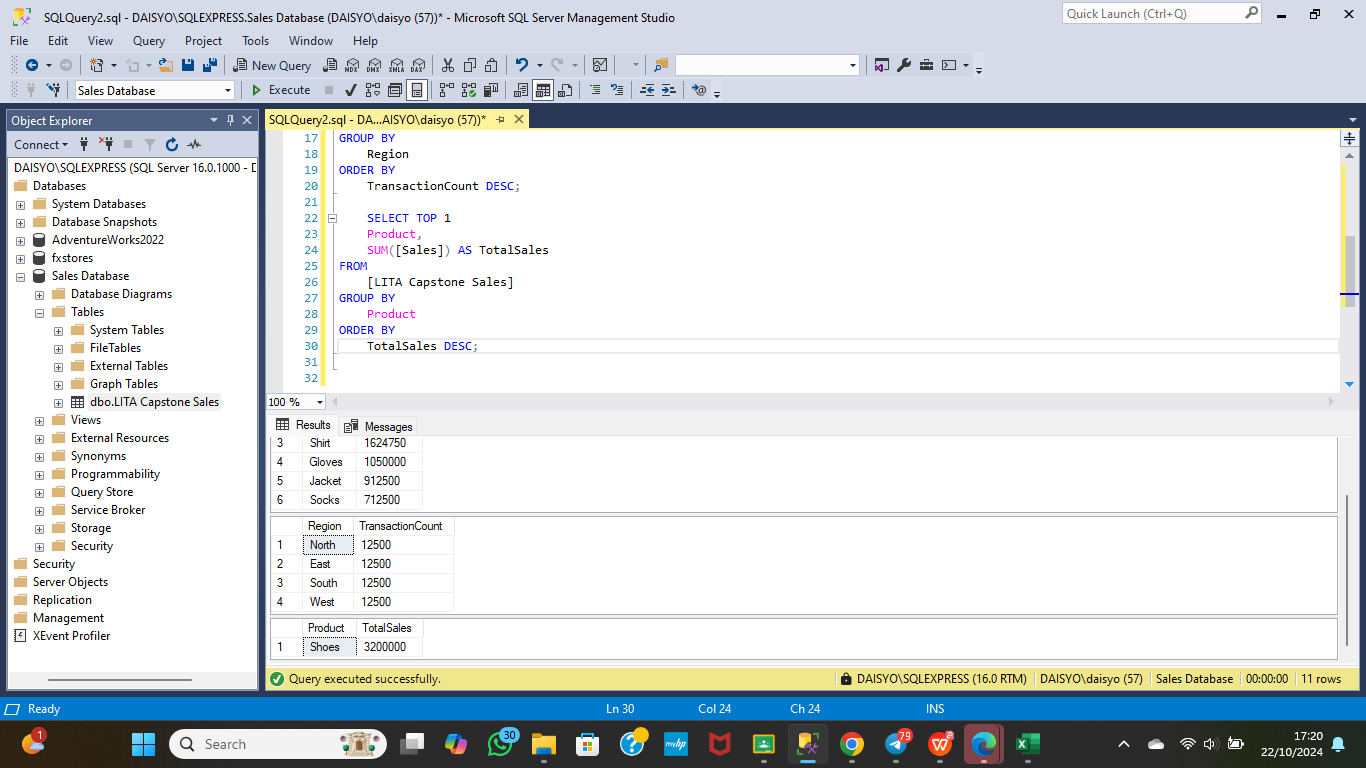 SQLQuery2.sql - DAISYO\SQLEXPRESS.Sales Database (DAISYO\daisyo (57))* - Microsoft SQL Server Management Studio
Quick Launch (Ctrl+Q)
File Edit View Query Project Tools Window Help
New Query MDX DMX XMLA DAX
Sales Database Execute
Object Explorer
SQLQuery2.sql - DA...AISYO\daisyo (57))*
Connect
DAISYO\SQLEXPRESS (SQL Server 16.0.1000 - D
Databases
System Databases
Database Snapshots
AdventureWorks2022
fxstores
Sales Database
Database Diagrams
Tables
System Tables
FileTables
External Tables
Graph Tables
dbo.LITA Capstone Sales
Views
External Resources
Synonyms
Programmability
Query Store
Service Broker
Storage
Security
Security
Server Objects
Replication
Management
XEvent Profiler
17 GROUP BY
18 Region
19 ORDER BY
20 TransactionCount DESC;
21
22 SELECT TOP 1
23 Product,
24 SUM([Sales]) AS TotalSales
25 FROM
26 [LITA Capstone Sales]
27 GROUP BY
28 Product
29 ORDER BY
30 TotalSales DESC;
31
32
100 %
Results Messages
3 Shirt 1624750
4 Gloves 1050000
5 Jacket 912500
6 Socks 712500
Region TransactionCount
1 North 12500
2 East 12500
3 South 12500
4 West 12500
Product TotalSales
1 Shoes 3200000
Query executed successfully. DAISYO\SQLEXPRESS (16.0 RTM) DAISYO\daisyo (57) Sales Database 00:00:00 11 rows
Ready Ln 30 Col 24 Ch 24 INS
1 Search 30 myhp 79 17:20
22/10/2024